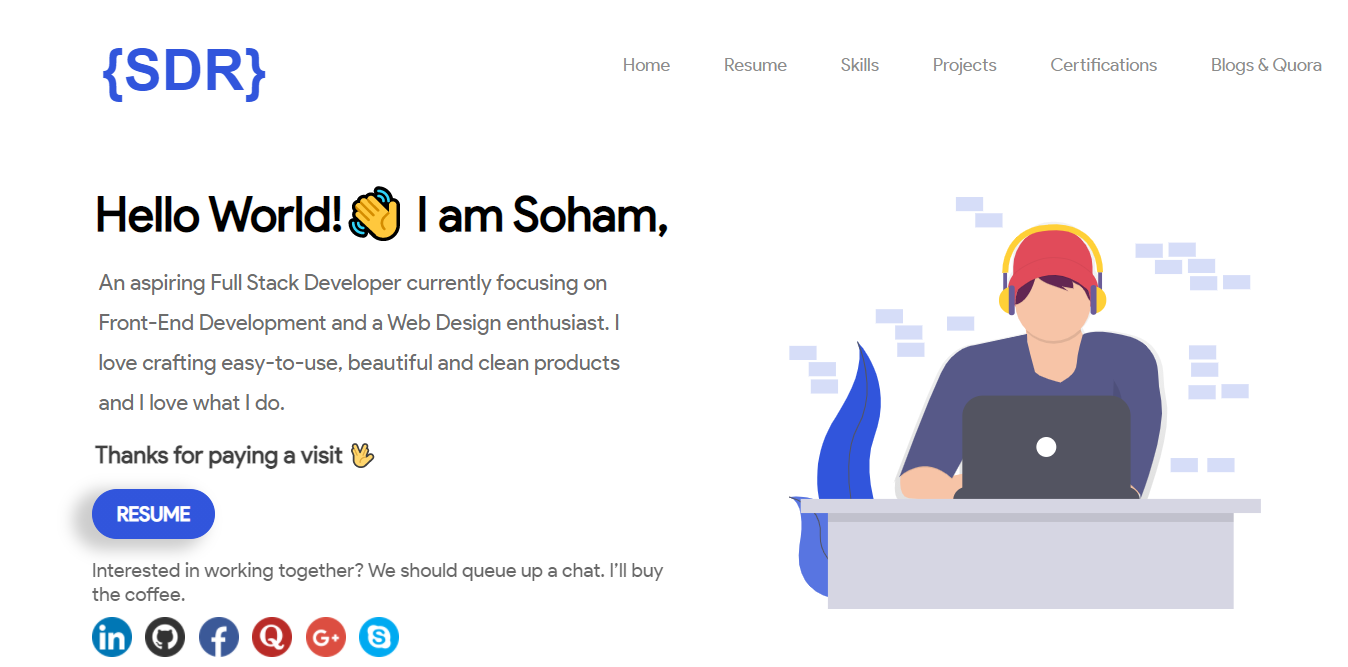 {SDR}
Home Resume Skills Projects Certifications Blogs & Quora
Hello World!👋 I am Soham,
An aspiring Full Stack Developer currently focusing on
Front-End Development and a Web Design enthusiast. I
love crafting easy-to-use, beautiful and clean products
and I love what I do.
Thanks for paying a visit 🖖
RESUME
Interested in working together? We should queue up a chat. I’ll buy
the coffee.
in f Q G+ S